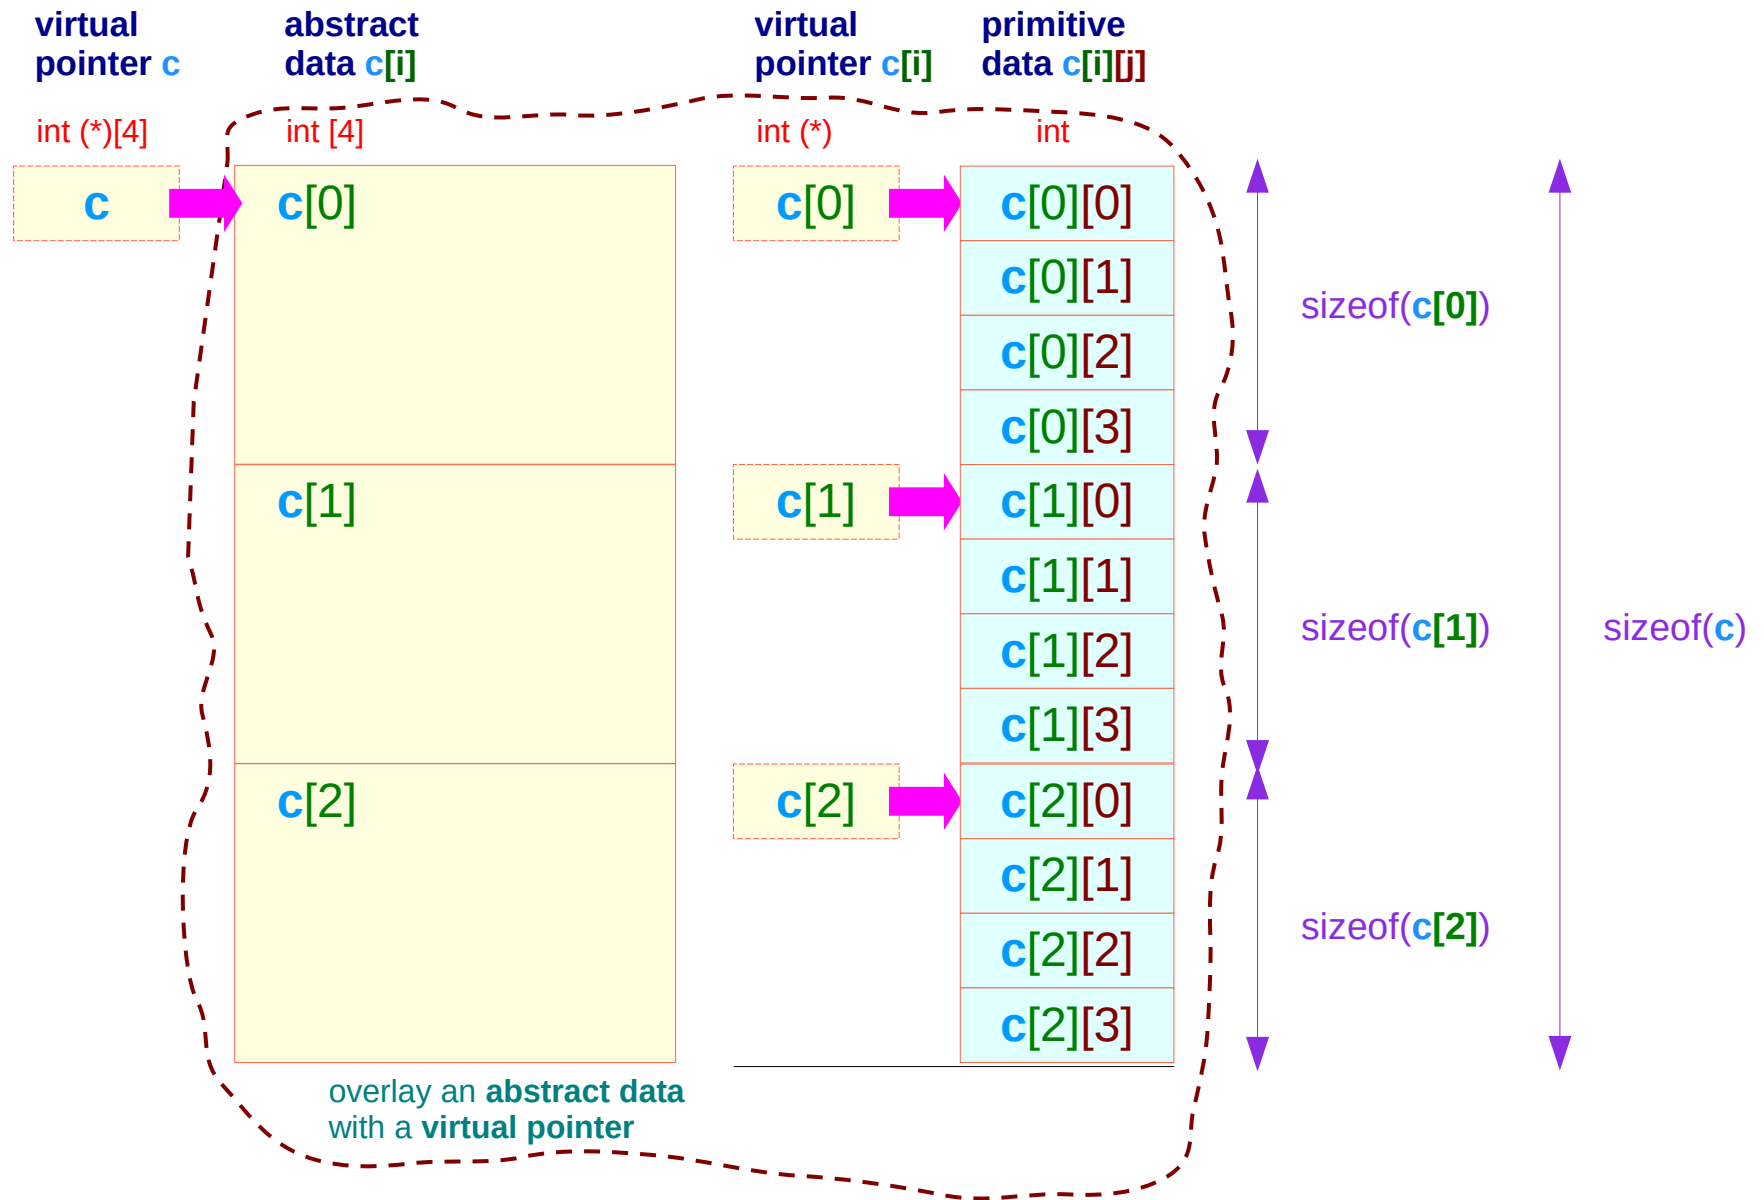 virtual
pointer c
abstract
data c[i]
virtual
pointer c[i]
primitive
data c[i][j]
int (*)[4]
int [4]
int (*)
int
c
c[0]
c[0]
c[0][0]
c[0][1]
c[0][2]
c[0][3]
sizeof(c[0])
c[1]
c[1]
c[1][0]
c[1][1]
c[1][2]
c[1][3]
sizeof(c[1])
sizeof(c)
c[2]
c[2]
c[2][0]
c[2][1]
c[2][2]
c[2][3]
sizeof(c[2])
overlay an abstract data
with a virtual pointer